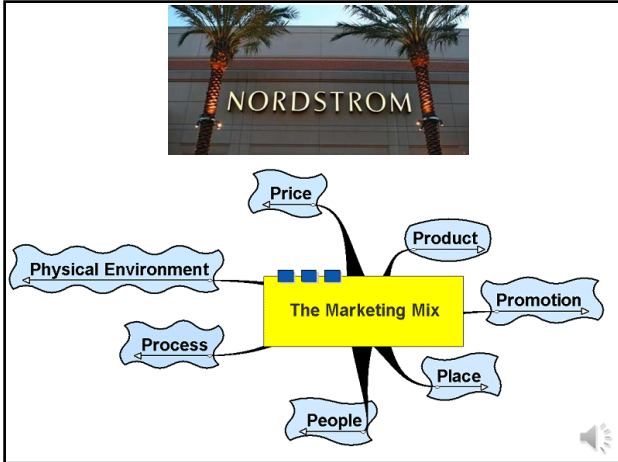 NORDSTROM
Price
Product
Physical Environment
The Marketing Mix
Promotion
Process
Place
People